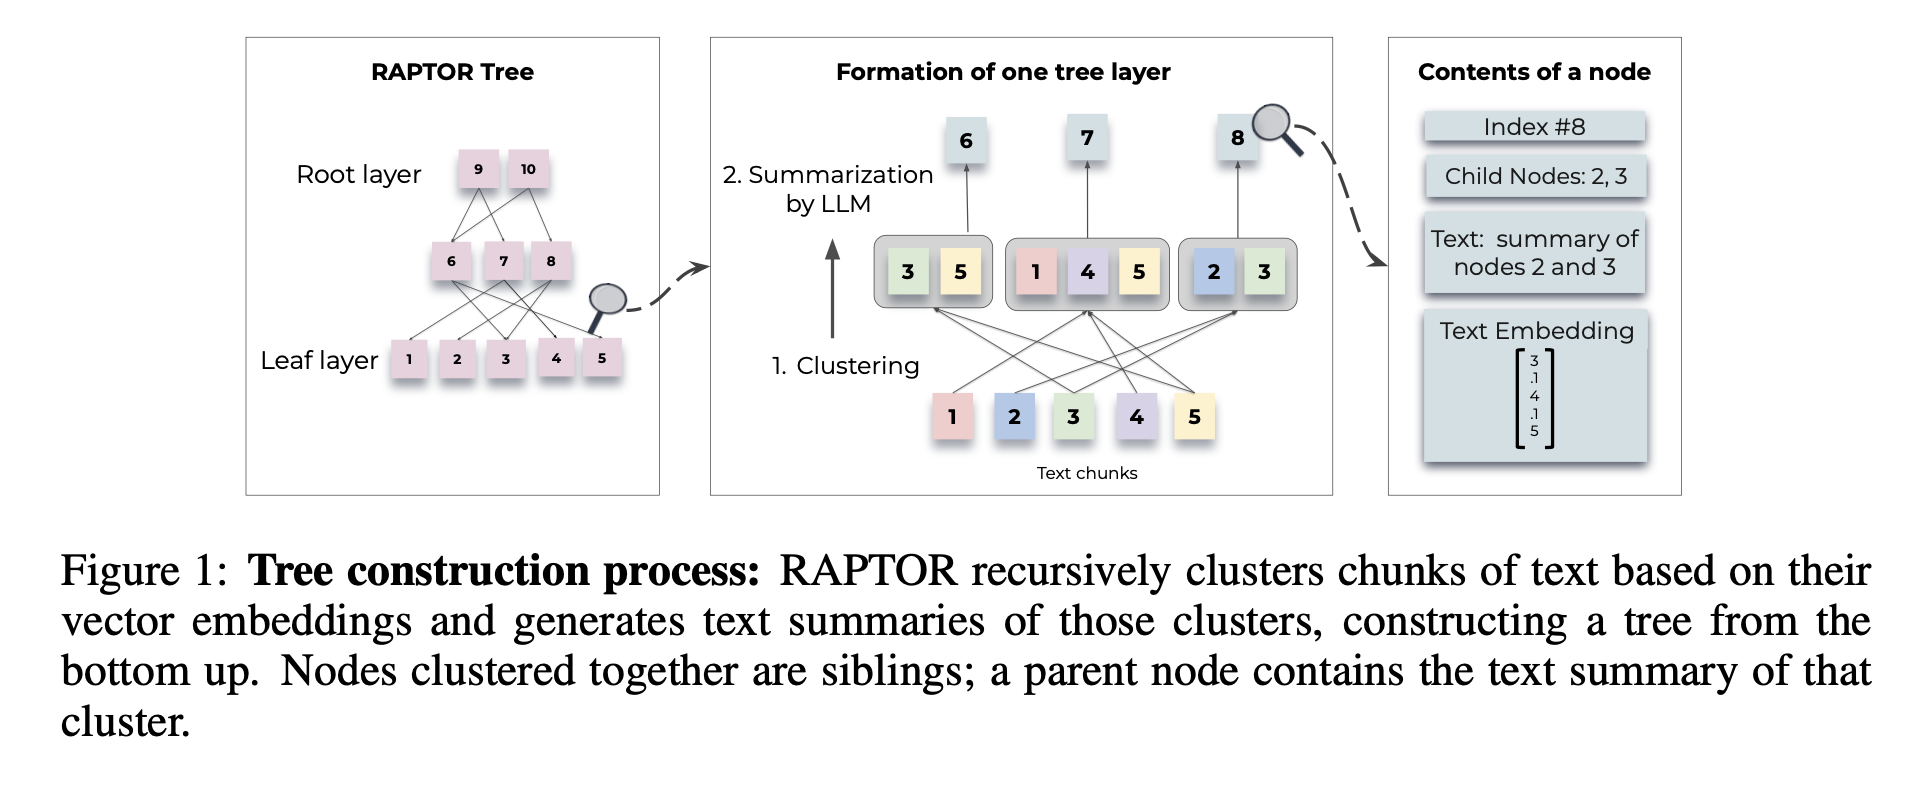 RAPTOR Tree
Root layer
9 10
6 7 8
Leaf layer
1 2 3 4 5
Formation of one tree layer
6 7 8
2. Summarization
by LLM
3 5 1 4 5 2 3
1. Clustering
1 2 3 4 5
Text chunks
Contents of a node
Index #8
Child Nodes: 2, 3
Text: summary of
nodes 2 and 3
Text Embedding
3
.1
4
.1
5
Figure 1: Tree construction process: RAPTOR recursively clusters chunks of text based on their
vector embeddings and generates text summaries of those clusters, constructing a tree from the
bottom up. Nodes clustered together are siblings; a parent node contains the text summary of that
cluster.